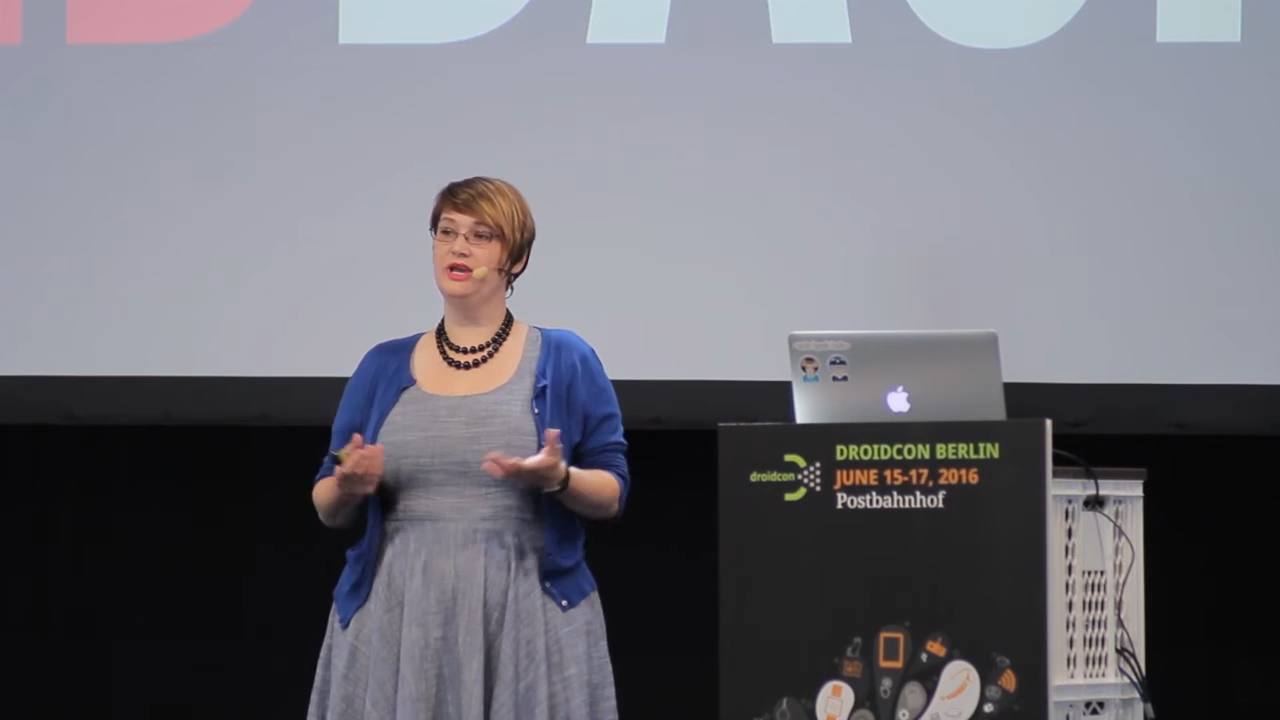 droidcon
DROIDCON BERLIN
JUNE 15-17, 2016
Postbahnhof